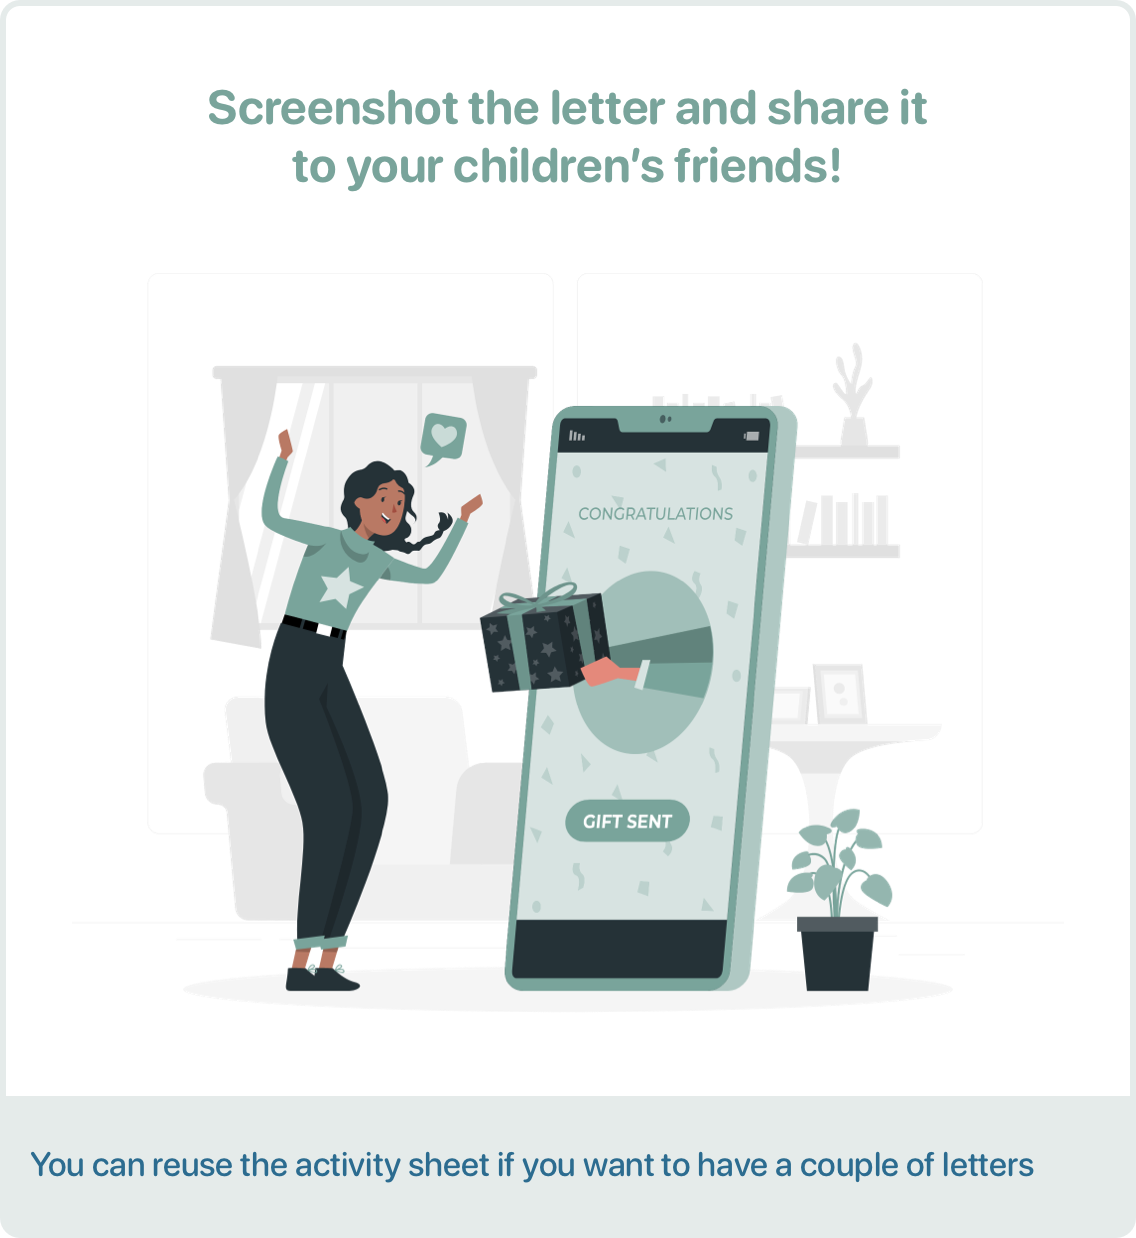 Screenshot the letter and share it
to your children's friends!
CONGRATULATIONS
GIFT SENT
You can reuse the activity sheet if you want to have a couple of letters